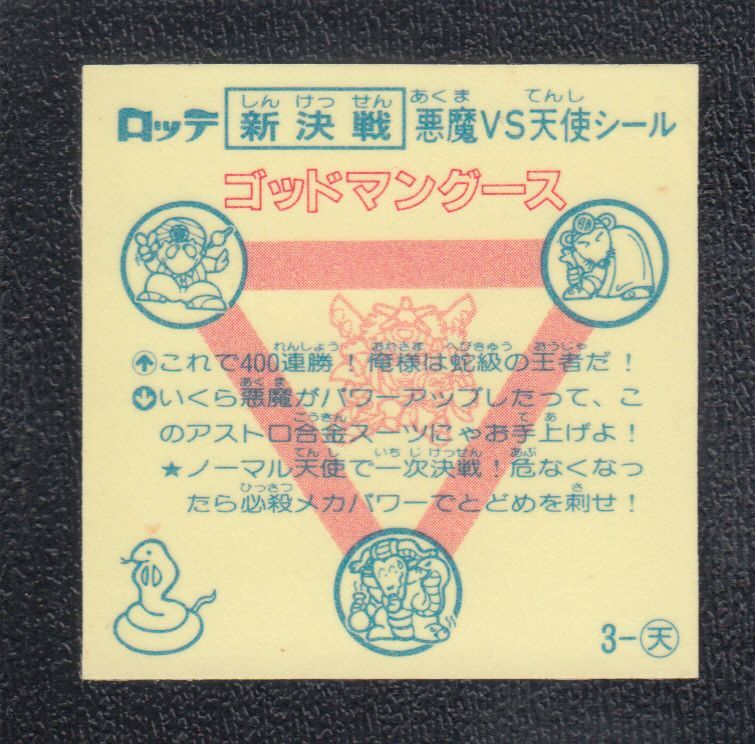 ロッテ 新決戦 悪魔VS天使シール
しん けっ せん あくま てんし
ゴッドマングース
れんしょう おれさま へびきゅう おうじゃ
↑これで400連勝!俺様は蛇級の王者だ!
あくま
↓いくら悪魔がパワーアップしたって、こ
ごうきん てあ
のアストロ合金スーツにゃお手上げよ!
てんし いちじけっせん あぶ
★ノーマル天使で一次決戦!危なくなっ
ひっさつ さ
たら必殺メカパワーでとどめを刺せ!
3-天